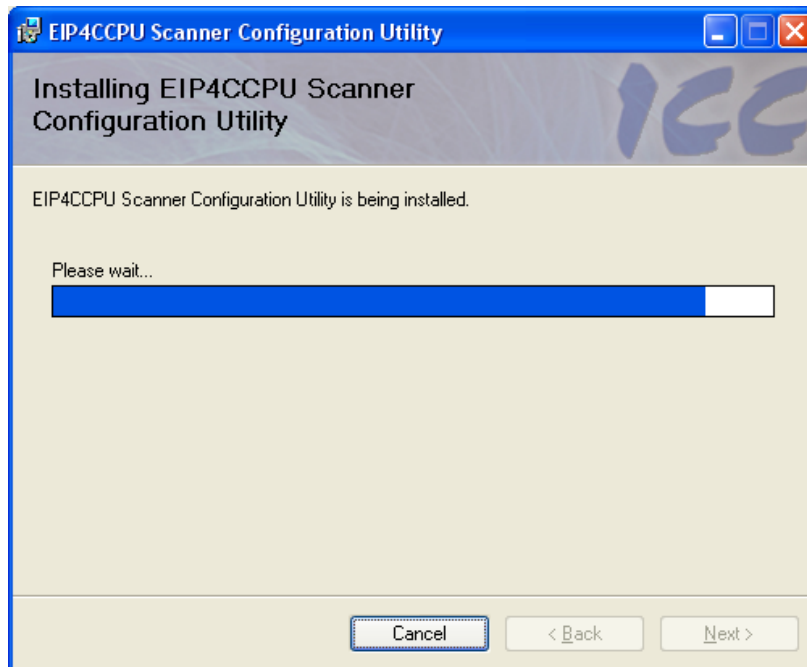 EIP4CCPU Scanner Configuration Utility
Installing EIP4CCPU Scanner
Configuration Utility
ICC
EIP4CCPU Scanner Configuration Utility is being installed.
Please wait...
Cancel
< Back
Next >